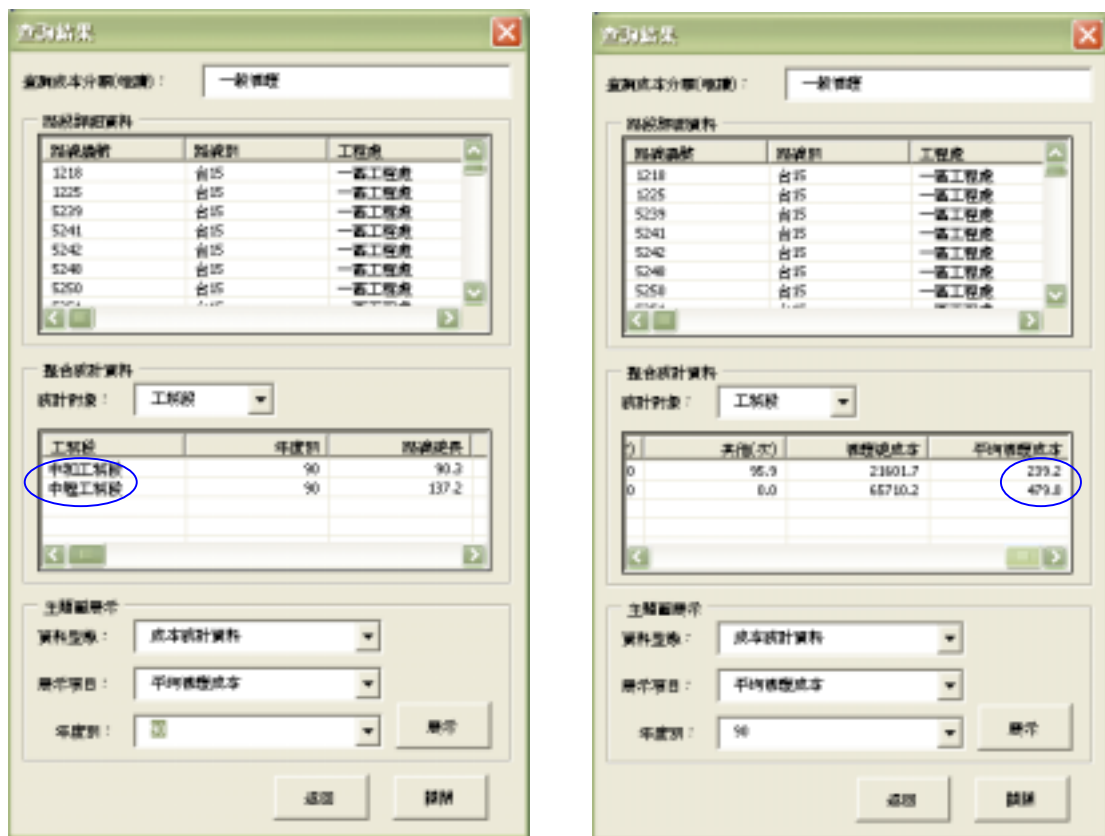 查詢結果
查詢成本分類(唯讀)： 一般養護
路段詳細資料
路線編號 路線別 工程處
1218 台15 一區工程處
1225 台15 一區工程處
5239 台15 一區工程處
5241 台15 一區工程處
5242 台15 一區工程處
5248 台15 一區工程處
5250 台15 一區工程處
整合統計資料
統計對象： 工務段
工務段 年度別 路線總長
中和工務段 90 90.3
中壢工務段 90 137.2
主題圖展示
資料型態： 成本統計資料
展示項目： 平均養護成本
年度別： 90 展示
返回 關閉
查詢結果
查詢成本分類(唯讀)： 一般養護
路段詳細資料
路線編號 路線別 工程處
1218 台15 一區工程處
1225 台15 一區工程處
5239 台15 一區工程處
5241 台15 一區工程處
5242 台15 一區工程處
5248 台15 一區工程處
5250 台15 一區工程處
整合統計資料
統計對象： 工務段
其他(次) 養護總成本 平均養護成本
0 95.9 21601.7 239.2
0 0.0 65710.2 479.0
主題圖展示
資料型態： 成本統計資料
展示項目： 平均養護成本
年度別： 90 展示
返回 關閉